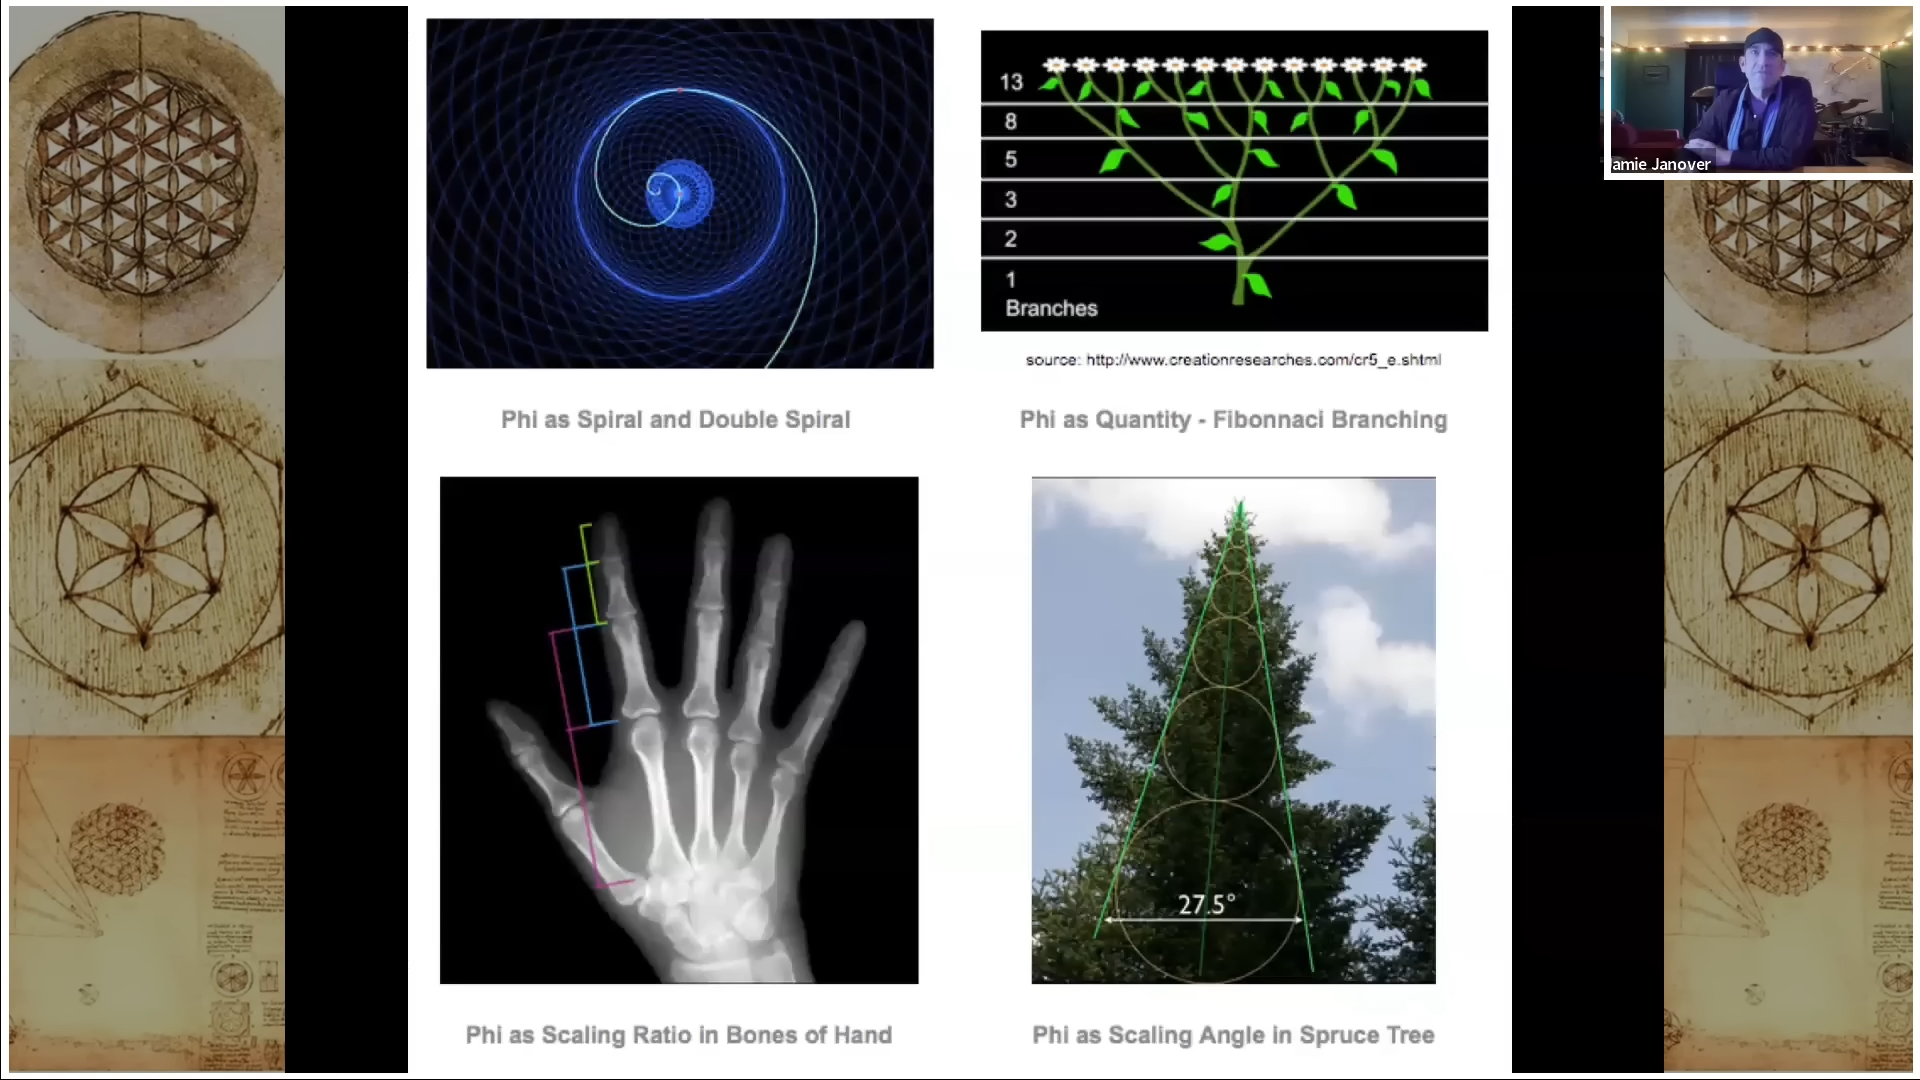 13
8
5
3
2
1
Branches
source: http://www.creationresearches.com/cr5_e.shtml
amie Janover
Phi as Spiral and Double Spiral
Phi as Quantity - Fibonnaci Branching
27.5°
Phi as Scaling Ratio in Bones of Hand
Phi as Scaling Angle in Spruce Tree